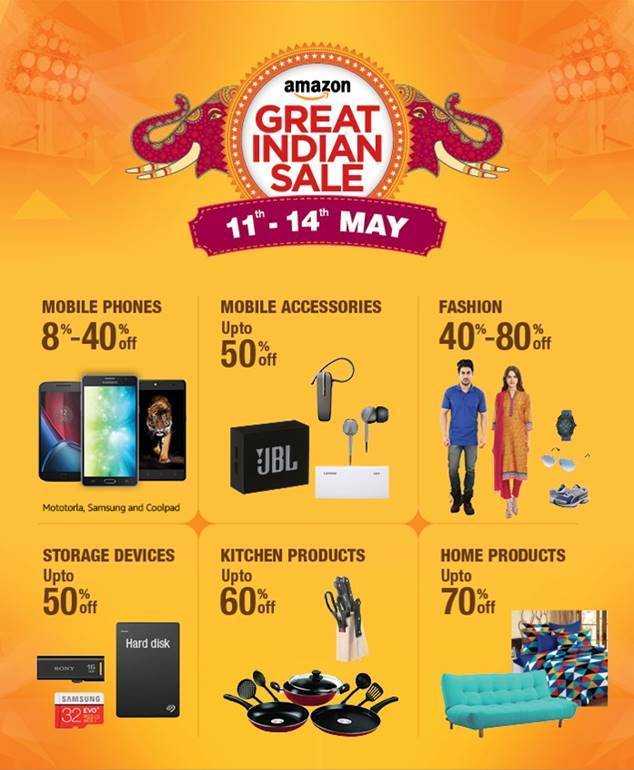 amazon
GREAT
INDIAN
SALE
11th - 14th MAY
MOBILE PHONES
8%-40% off
Mototorla, Samsung and Coolpad
MOBILE ACCESSORIES
Upto
50% off
JBL
FASHION
40%-80% off
STORAGE DEVICES
Upto
50% off
SONY
16
Hard disk
SAMSUNG
32 EVO+
KITCHEN PRODUCTS
Upto
60% off
HOME PRODUCTS
Upto
70% off